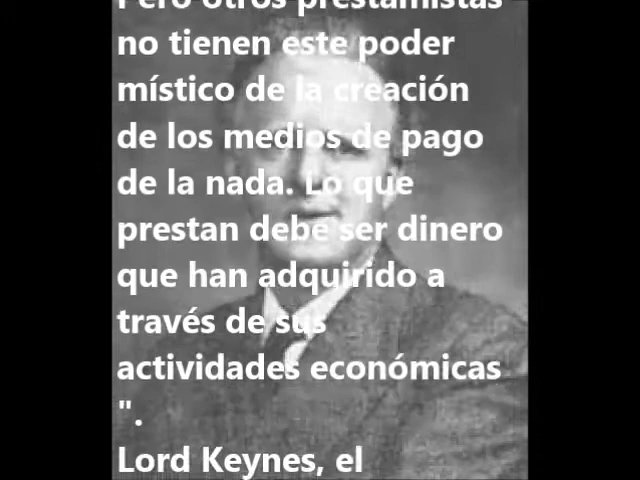 Pero otros prestamistas
no tienen este poder
místico de la creación
de los medios de pago
de la nada. Lo que
prestan debe ser dinero
que han adquirido a
través de sus
actividades económicas
".
Lord Keynes, el